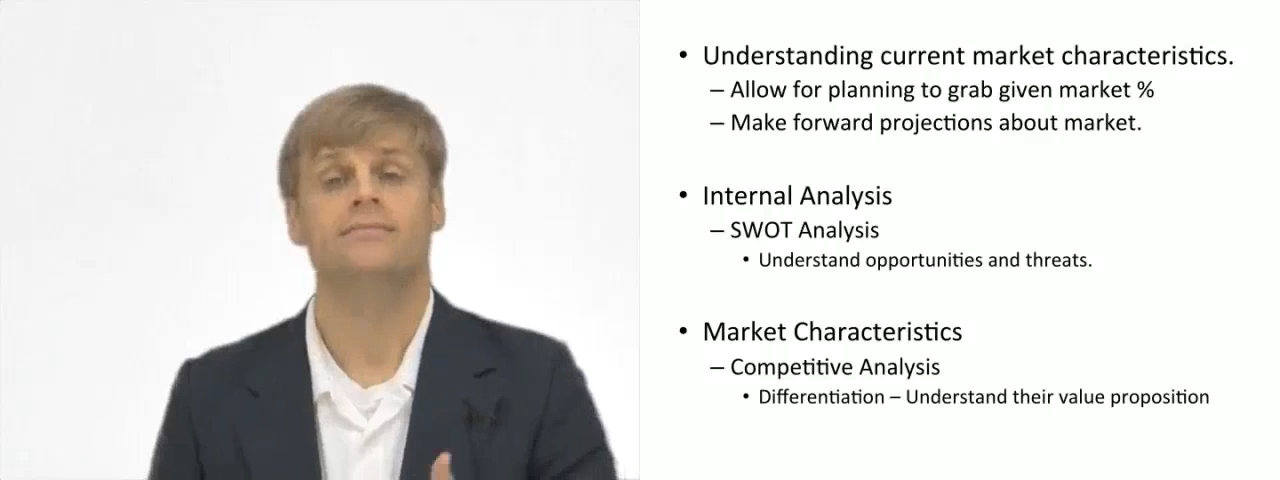 • Understanding current market characteristics.
– Allow for planning to grab given market %
– Make forward projections about market.
• Internal Analysis
– SWOT Analysis
• Understand opportunities and threats.
• Market Characteristics
– Competitive Analysis
• Differentiation – Understand their value proposition